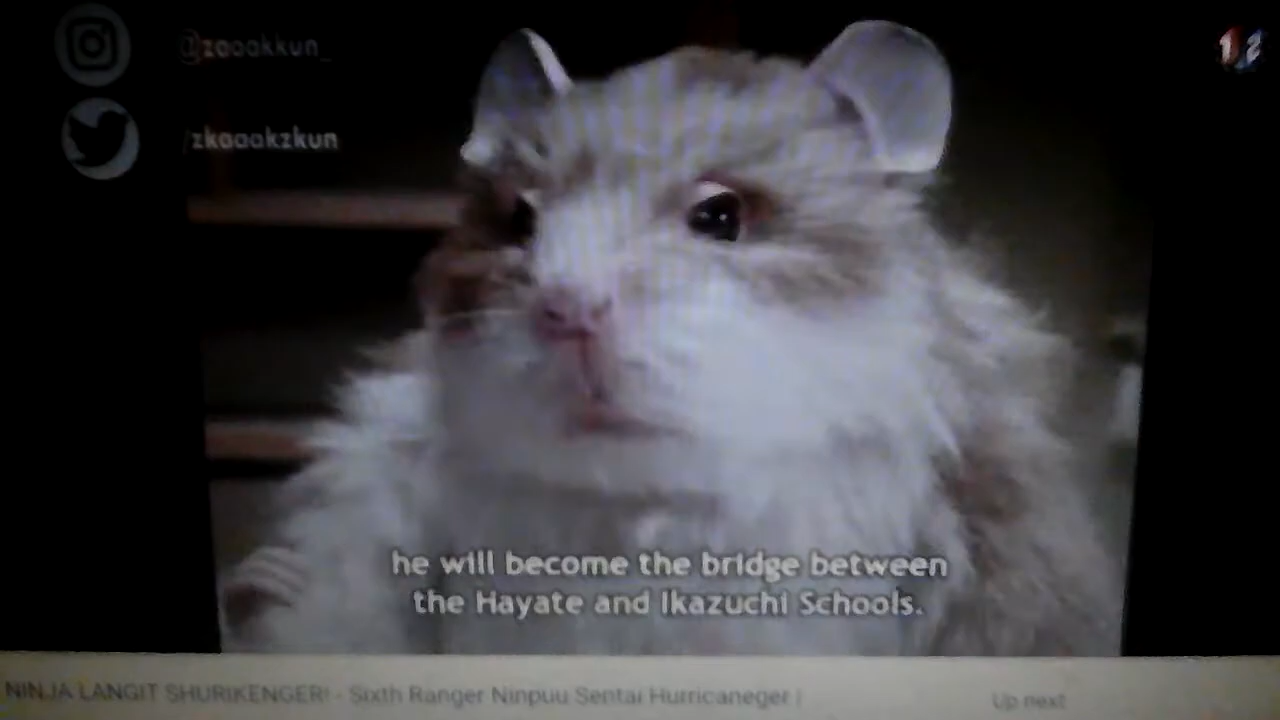 @zaaakkun_
/zkaaakzkun
12
he will become the bridge between
the Hayate and Ikazuchi Schools.
NINJA LANGIT SHURIKENGER! - Sixth Ranger Ninpuu Sentai Hurricaneger |
Up next